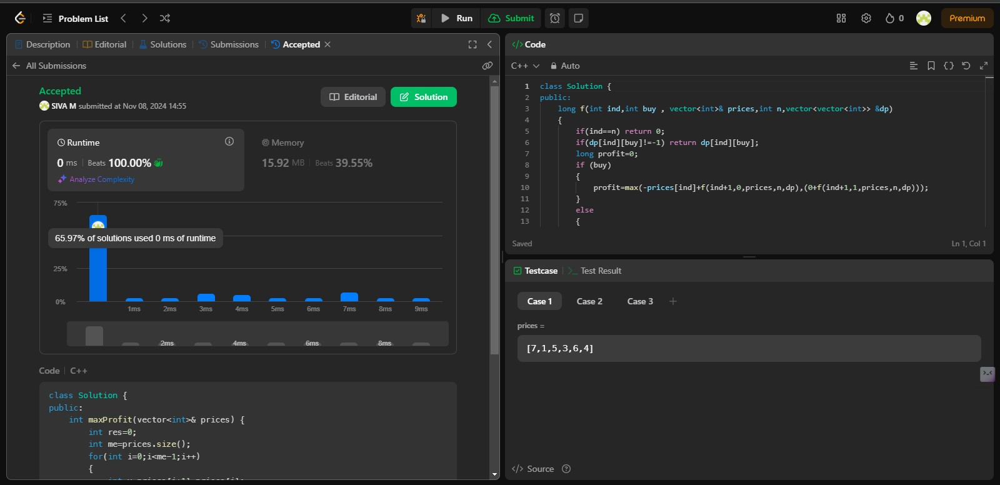 Problem List
Run
Submit
0
Premium
Description
Editorial
Solutions
Submissions
Accepted
All Submissions
Accepted
Editorial
Solution
SIVA M submitted at Nov 08, 2024 14:55
Runtime
0 ms
Beats 100.00%
Analyze Complexity
Memory
15.92 MB
Beats 39.55%
75%
65.97% of solutions used 0 ms of runtime
25%
0%
1ms 2ms 3ms 4ms 5ms 6ms 7ms 8ms 9ms
2ms 4ms 6ms 8ms
Code
C++
class Solution {
public:
int maxProfit(vector<int>& prices) {
int res=0;
int me=prices.size();
for(int i=0;i<me-1;i++)
{
Code
C++
Auto
1 class Solution {
2 public:
3 long f(int ind,int buy , vector<int>& prices,int n,vector<vector<int>> &dp)
4 {
5 if(ind==n) return 0;
6 if(dp[ind][buy]!=-1) return dp[ind][buy];
7 long profit=0;
8 if (buy)
9 {
10 profit=max(-prices[ind]+f(ind+1,0,prices,n,dp),(0+f(ind+1,1,prices,n,dp)));
11 }
12 else
13 {
Saved
Ln 1, Col 1
Testcase
Test Result
Case 1
Case 2
Case 3
prices =
[7,1,5,3,6,4]
Source